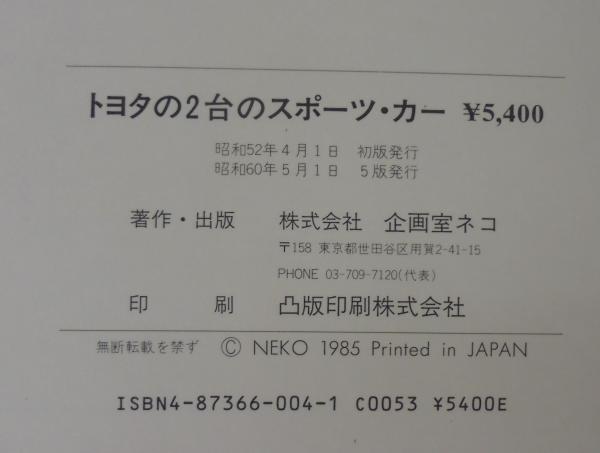 トヨタの2台のスポーツ・カー ¥5,400
昭和52年4月1日 初版発行
昭和60年5月1日 5版発行
著作・出版 株式会社 企画室ネコ
〒158 東京都世田谷区用賀2-41-15
PHONE 03-709-7120(代表)
印 刷 凸版印刷株式会社
無断転載を禁ず Ⓒ NEKO 1985 Printed in JAPAN
ISBN4-87366-004-1 C0053 ¥5400E